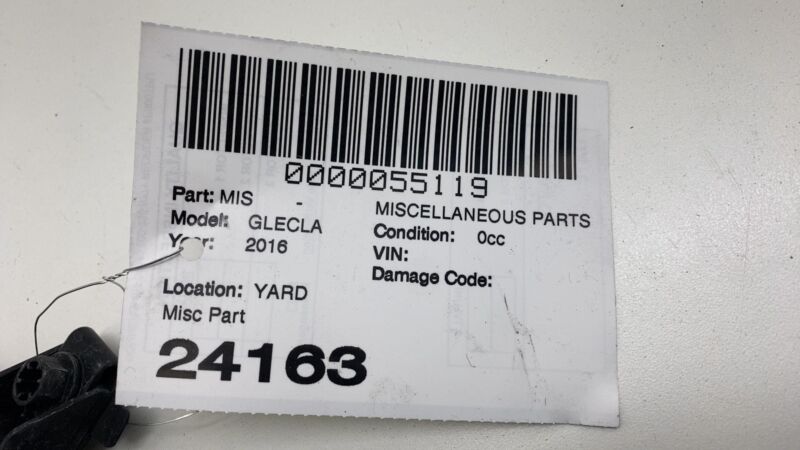 0000055119
Part: MIS - MISCELLANEOUS PARTS
Model: GLECLA Condition: 0cc
Year: 2016 VIN:
Damage Code:
Location: YARD
Misc Part
24163